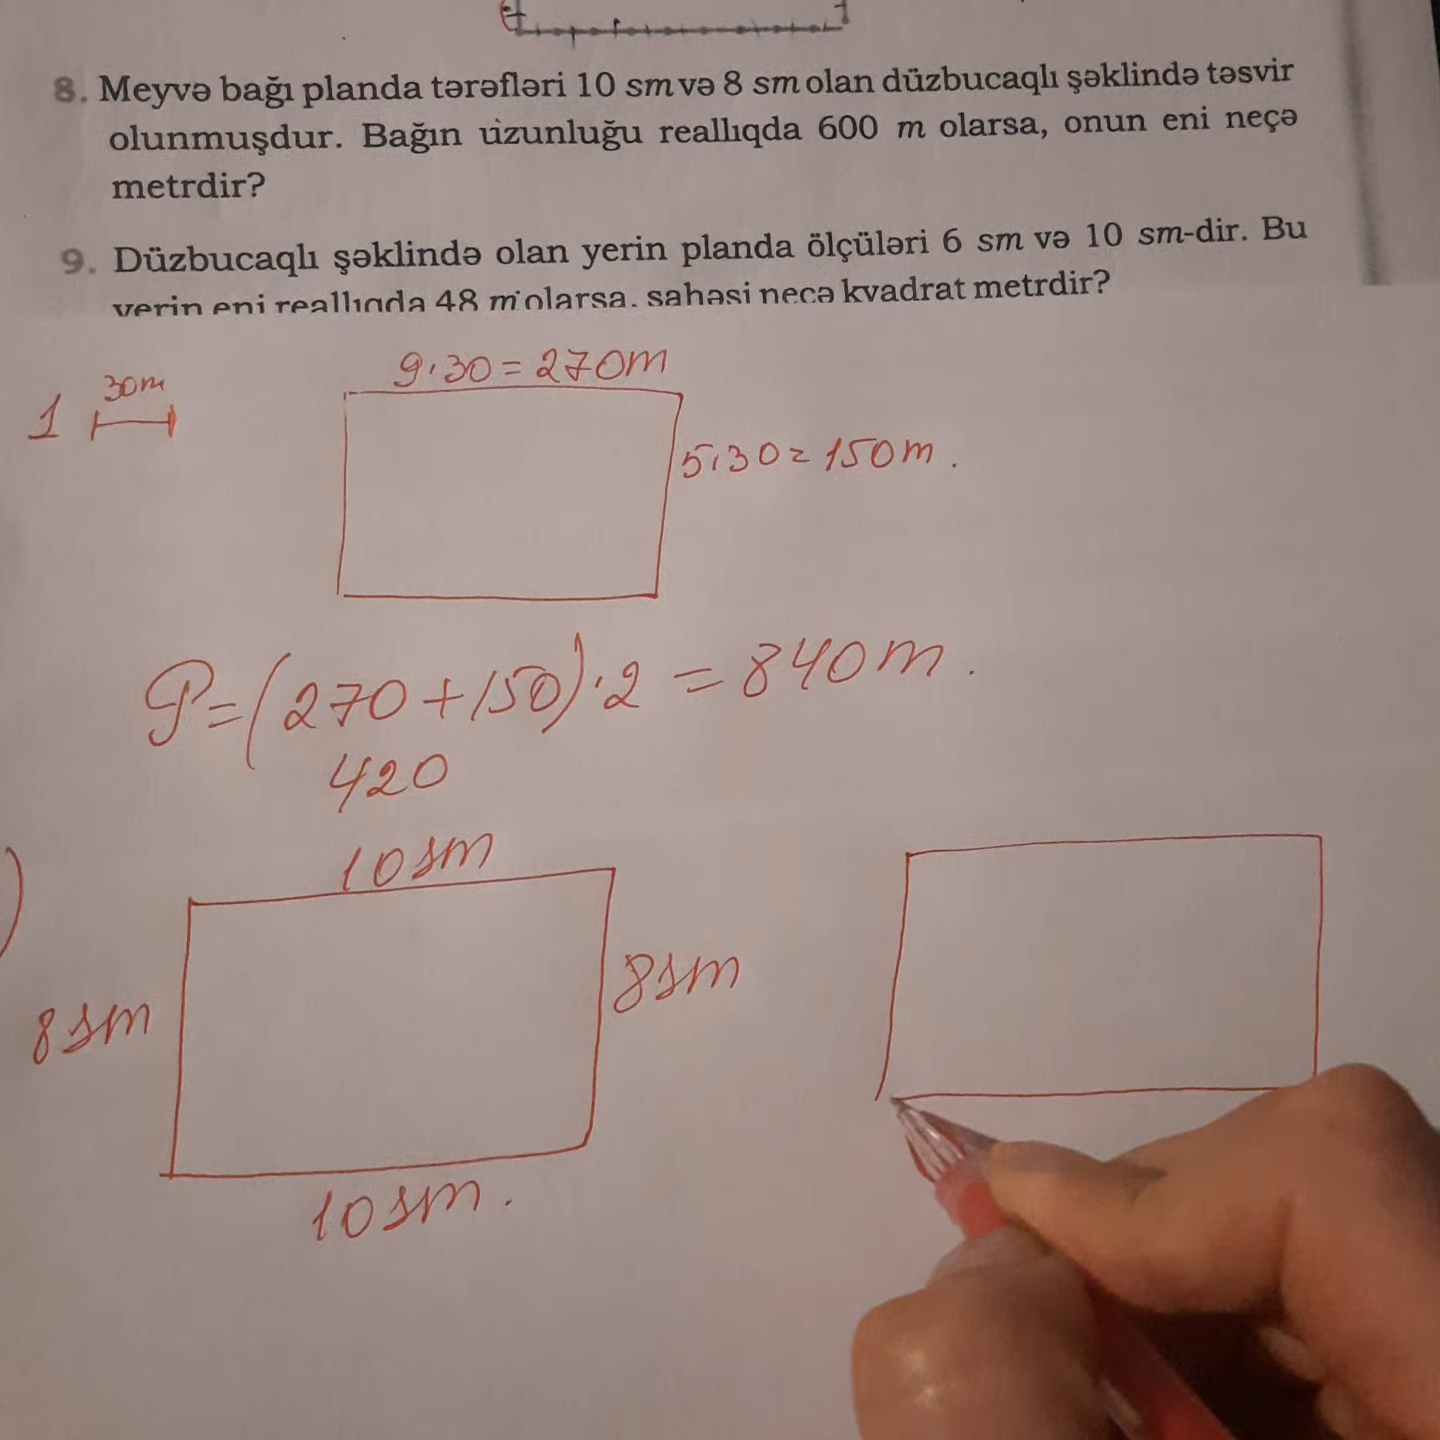 8. Meyvə bağı planda tərəfləri 10 sm və 8 sm olan düzbucaqlı şəklində təsvir
olunmuşdur. Bağın uzunluğu reallıqda 600 m olarsa, onun eni neçə
metrdir?
9. Düzbucaqlı şəklində olan yerin planda ölçüləri 6 sm və 10 sm-dir. Bu
yerin eni reallıqda 48 m olarsa, sahəsi neçə kvadrat metrdir?
9·30=270m
30m
1
5·30=150m.
P=(270+150)·2=840m.
420
10sm
8sm
8sm
10sm.